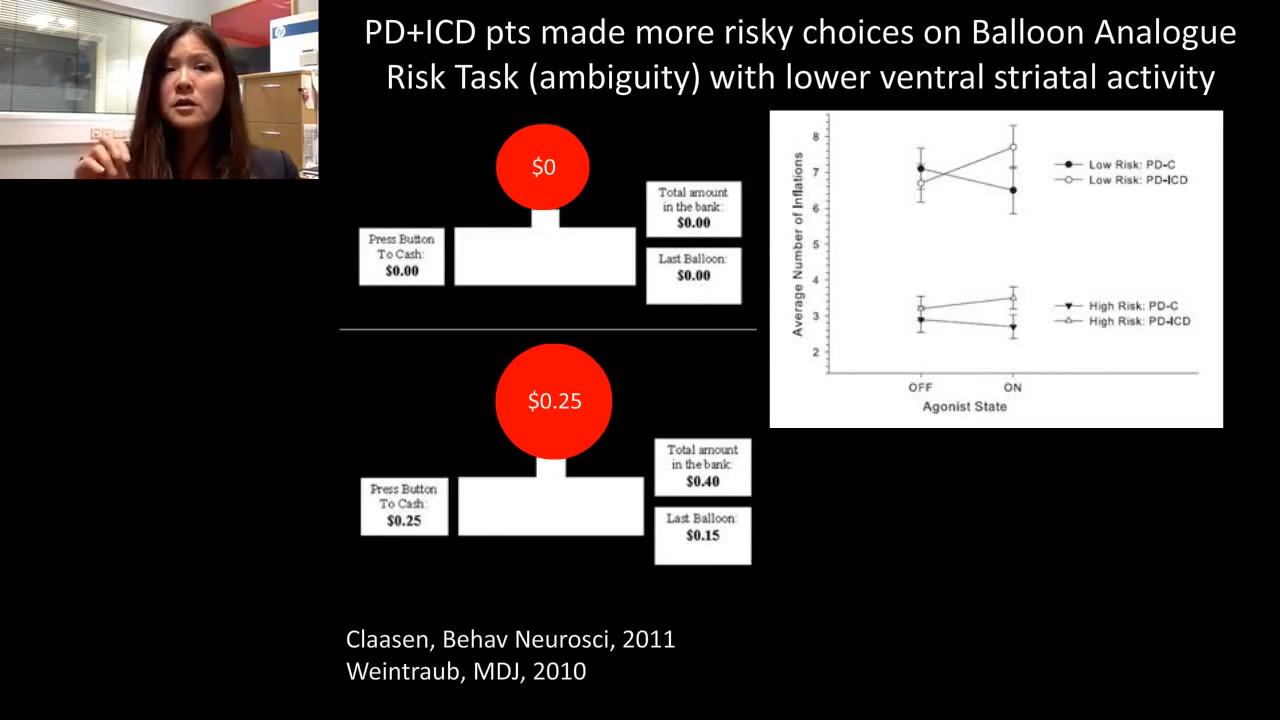 PD+ICD pts made more risky choices on Balloon Analogue
Risk Task (ambiguity) with lower ventral striatal activity
hp
$0
Press Button
To Cash:
$0.00
Total amount
in the bank:
$0.00
Last Balloon:
$0.00
$0.25
Press Button
To Cash:
$0.25
Total amount
in the bank:
$0.40
Last Balloon:
$0.15
Average Number of Inflations
8
7
6
5
4
3
2
OFF
ON
Agonist State
Low Risk: PD-C
Low Risk: PD-ICD
High Risk: PD-C
High Risk: PD-ICD
Claasen, Behav Neurosci, 2011
Weintraub, MDJ, 2010